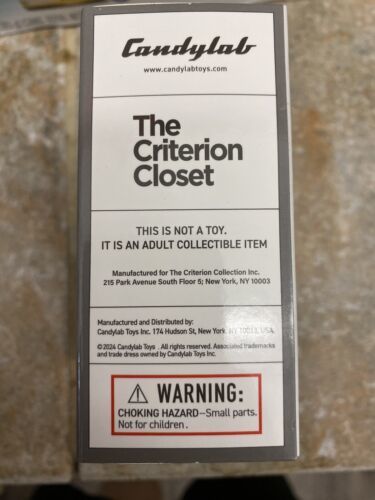 Candylab
www.candylabtoys.com
The
Criterion
Closet
THIS IS NOT A TOY.
IT IS AN ADULT COLLECTIBLE ITEM
Manufactured for The Criterion Collection Inc.
215 Park Avenue South Floor 5; New York, NY 10003
Manufactured and Distributed by:
Candylab Toys Inc. 174 Hudson St, New York, NY 10013, USA
©2024 Candylab Toys . All rights reserved. Associated trademarks
and trade dress owned by Candylab Toys Inc.
⚠ WARNING:
CHOKING HAZARD--Small parts.
Not for children.